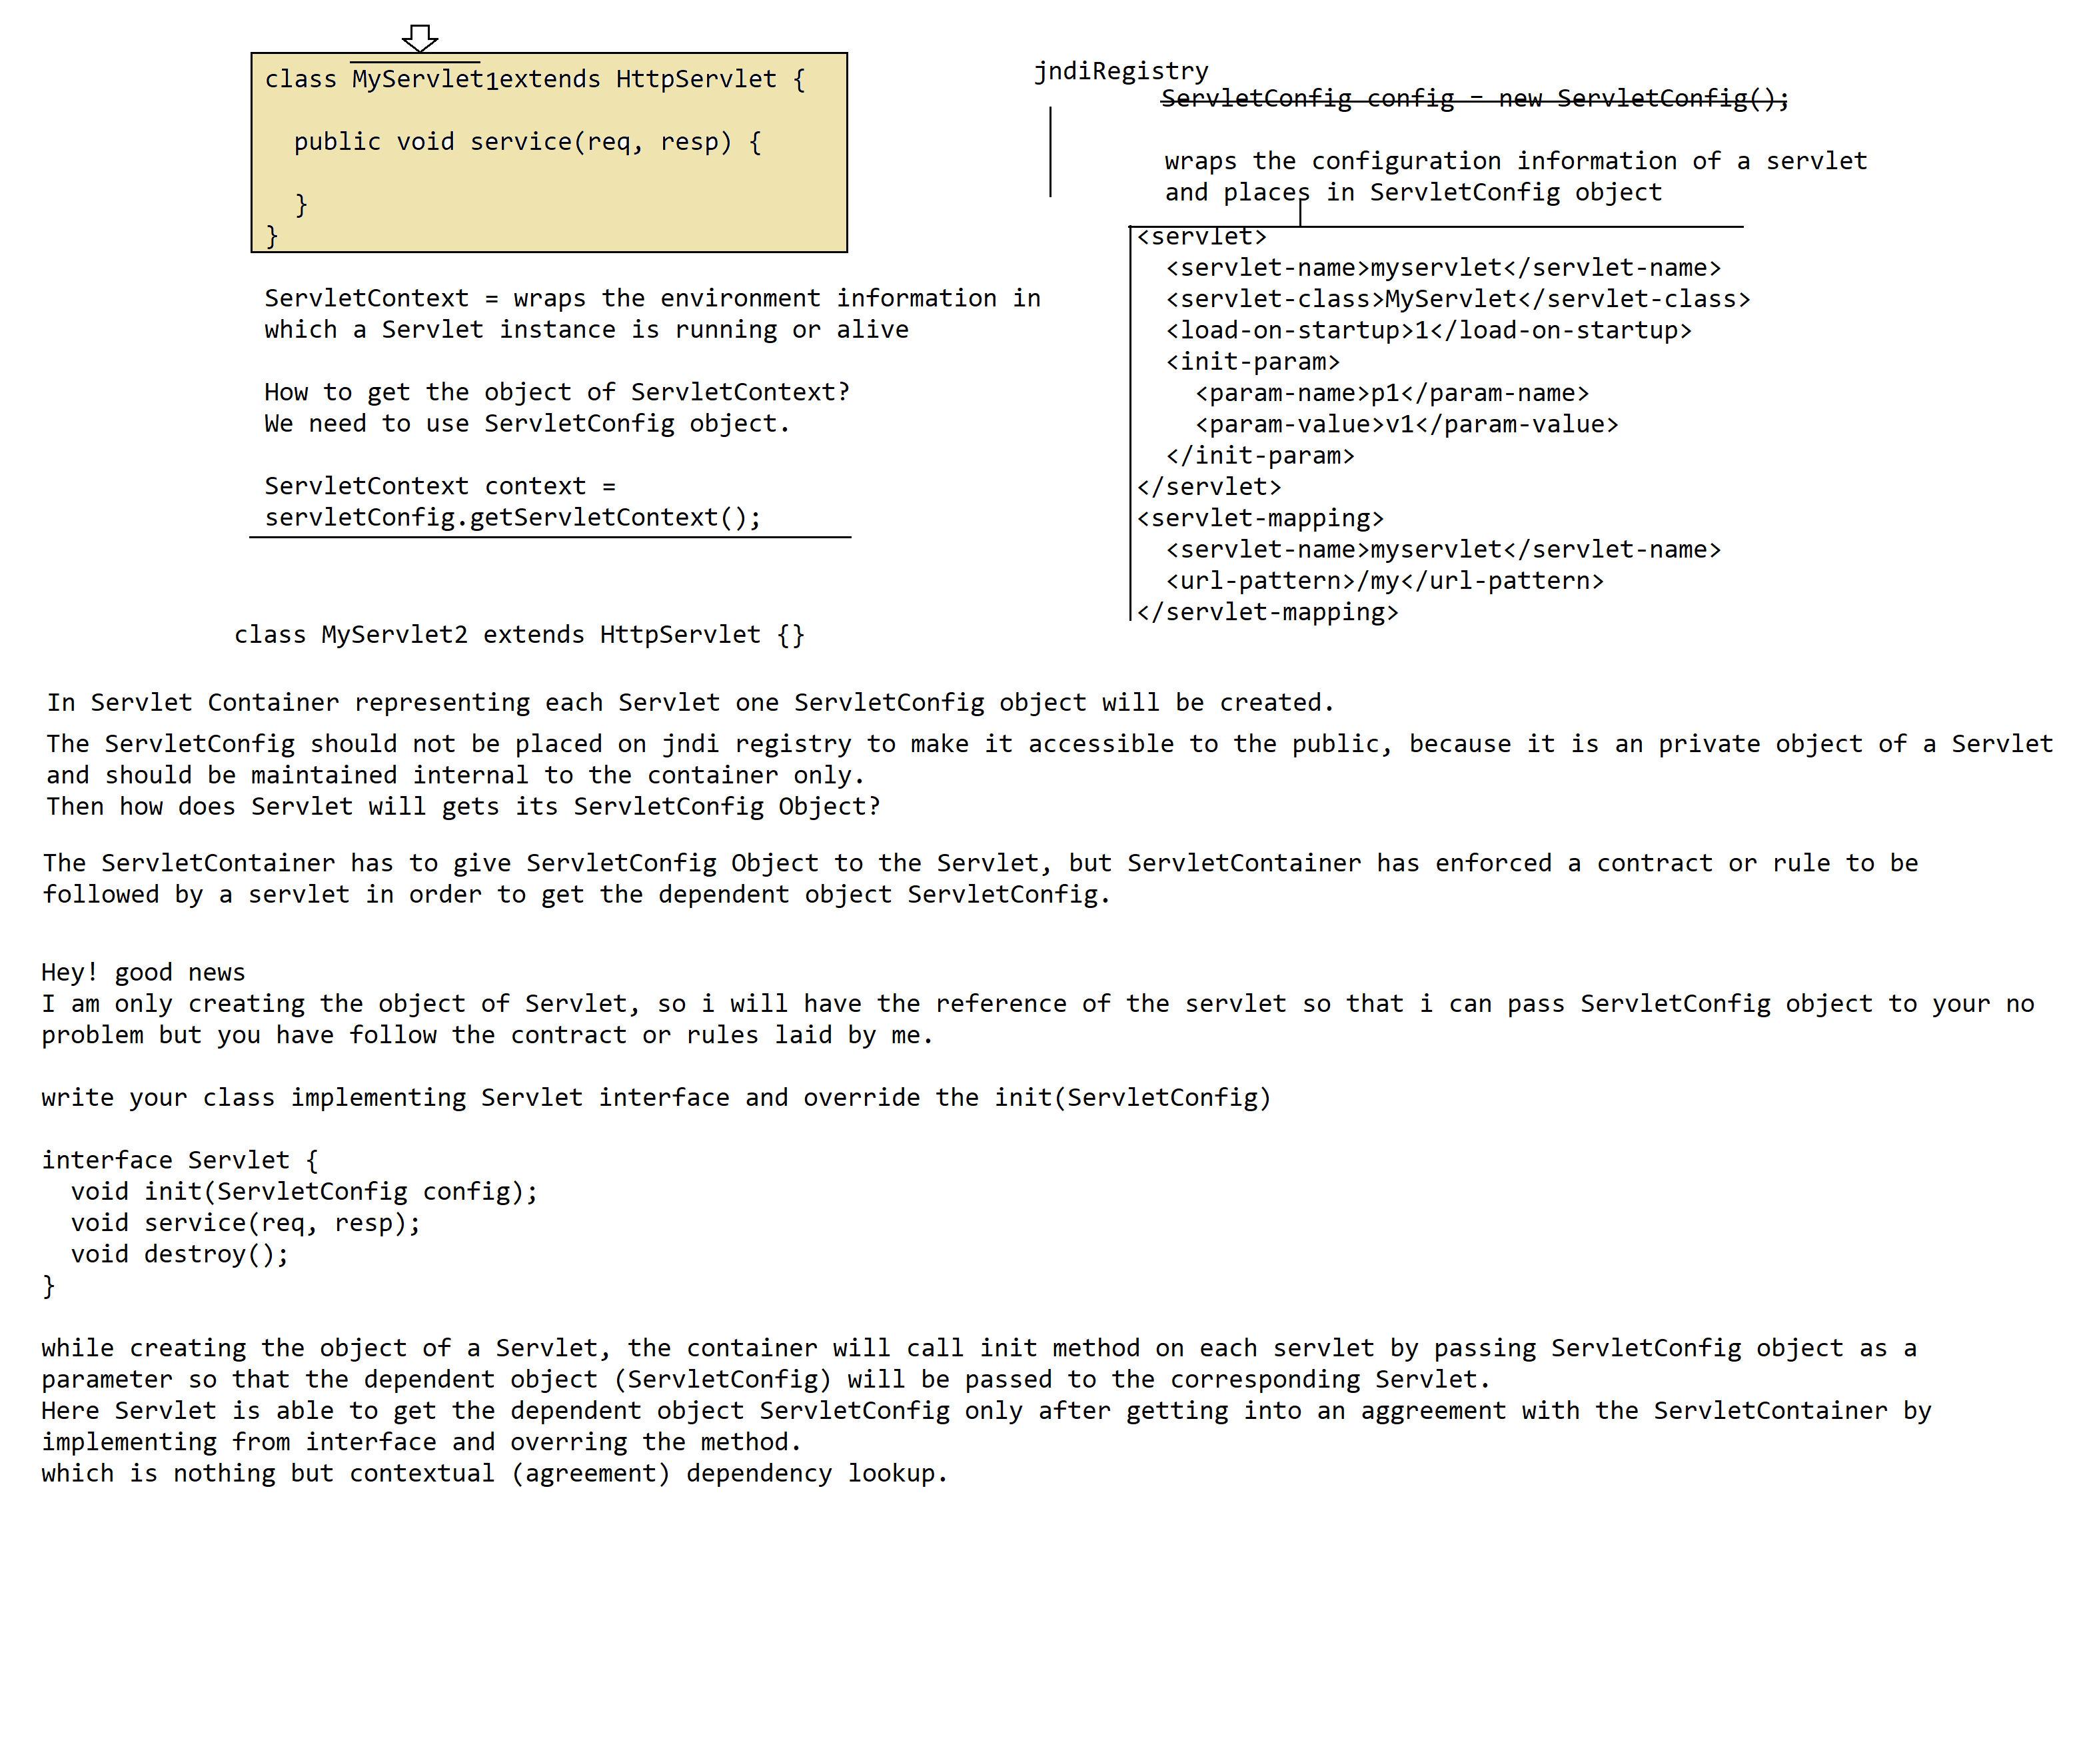 class MyServlet1extends HttpServlet {
public void service(req, resp) {
}
}
ServletContext = wraps the environment information in
which a Servlet instance is running or alive
How to get the object of ServletContext?
We need to use ServletConfig object.
ServletContext context =
servletConfig.getServletContext();
class MyServlet2 extends HttpServlet {}
jndiRegistry
ServletConfig config = new ServletConfig();
wraps the configuration information of a servlet
and places in ServletConfig object
<servlet>
<servlet-name>myservlet</servlet-name>
<servlet-class>MyServlet</servlet-class>
<load-on-startup>1</load-on-startup>
<init-param>
<param-name>p1</param-name>
<param-value>v1</param-value>
</init-param>
</servlet>
<servlet-mapping>
<servlet-name>myservlet</servlet-name>
<url-pattern>/my</url-pattern>
</servlet-mapping>
In Servlet Container representing each Servlet one ServletConfig object will be created.
The ServletConfig should not be placed on jndi registry to make it accessible to the public, because it is an private object of a Servlet
and should be maintained internal to the container only.
Then how does Servlet will gets its ServletConfig Object?
The ServletContainer has to give ServletConfig Object to the Servlet, but ServletContainer has enforced a contract or rule to be
followed by a servlet in order to get the dependent object ServletConfig.
Hey! good news
I am only creating the object of Servlet, so i will have the reference of the servlet so that i can pass ServletConfig object to your no
problem but you have follow the contract or rules laid by me.
write your class implementing Servlet interface and override the init(ServletConfig)
interface Servlet {
void init(ServletConfig config);
void service(req, resp);
void destroy();
}
while creating the object of a Servlet, the container will call init method on each servlet by passing ServletConfig object as a
parameter so that the dependent object (ServletConfig) will be passed to the corresponding Servlet.
Here Servlet is able to get the dependent object ServletConfig only after getting into an aggreement with the ServletContainer by
implementing from interface and overring the method.
which is nothing but contextual (agreement) dependency lookup.